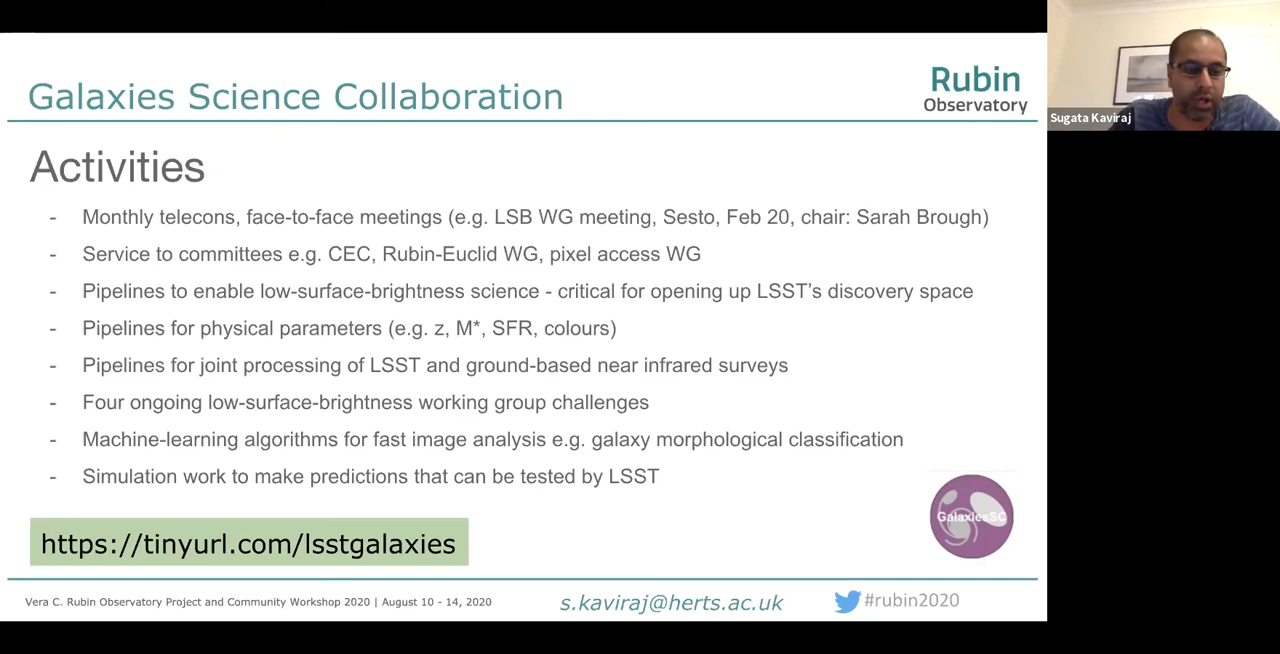 Galaxies Science Collaboration
Rubin
Observatory
Sugata Kaviraj
Activities
- Monthly telecons, face-to-face meetings (e.g. LSB WG meeting, Sesto, Feb 20, chair: Sarah Brough)
- Service to committees e.g. CEC, Rubin-Euclid WG, pixel access WG
- Pipelines to enable low-surface-brightness science - critical for opening up LSST’s discovery space
- Pipelines for physical parameters (e.g. z, M*, SFR, colours)
- Pipelines for joint processing of LSST and ground-based near infrared surveys
- Four ongoing low-surface-brightness working group challenges
- Machine-learning algorithms for fast image analysis e.g. galaxy morphological classification
- Simulation work to make predictions that can be tested by LSST
GalaxiesSC
https://tinyurl.com/lsstgalaxies
Vera C. Rubin Observatory Project and Community Workshop 2020 | August 10 - 14, 2020
s.kaviraj@herts.ac.uk
#rubin2020